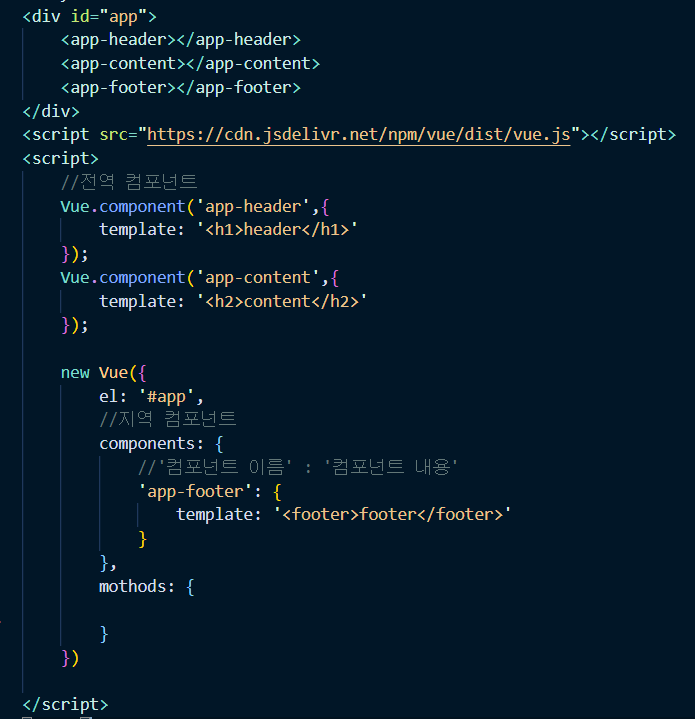 <div id="app">
    <app-header></app-header>
    <app-content></app-content>
    <app-footer></app-footer>
</div>
<script src="https://cdn.jsdelivr.net/npm/vue/dist/vue.js"></script>
<script>
    //전역 컴포넌트
    Vue.component('app-header',{
        template: '<h1>header</h1>'
    });
    Vue.component('app-content',{
        template: '<h2>content</h2>'
    });

    new Vue({
        el: '#app',
        //지역 컴포넌트
        components: {
            //'컴포넌트 이름' : '컴포넌트 내용'
            'app-footer': {
                template: '<footer>footer</footer>'
            }
        },
        mothods: {

        }
    })

</script>